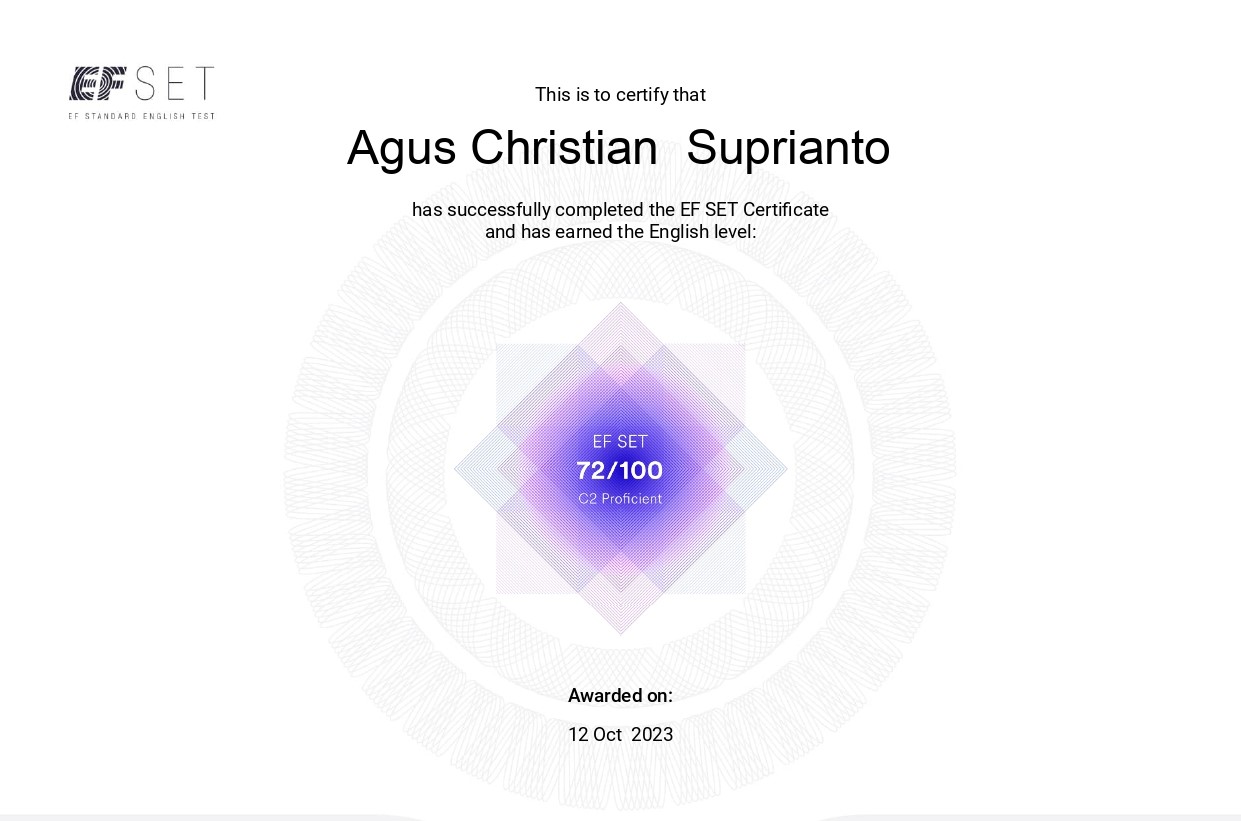 EF SET
EF STANDARD ENGLISH TEST
This is to certify that
Agus Christian  Suprianto
has successfully completed the EF SET Certificate
and has earned the English level:
EF SET
72/100
C2 Proficient
Awarded on:
12 Oct  2023